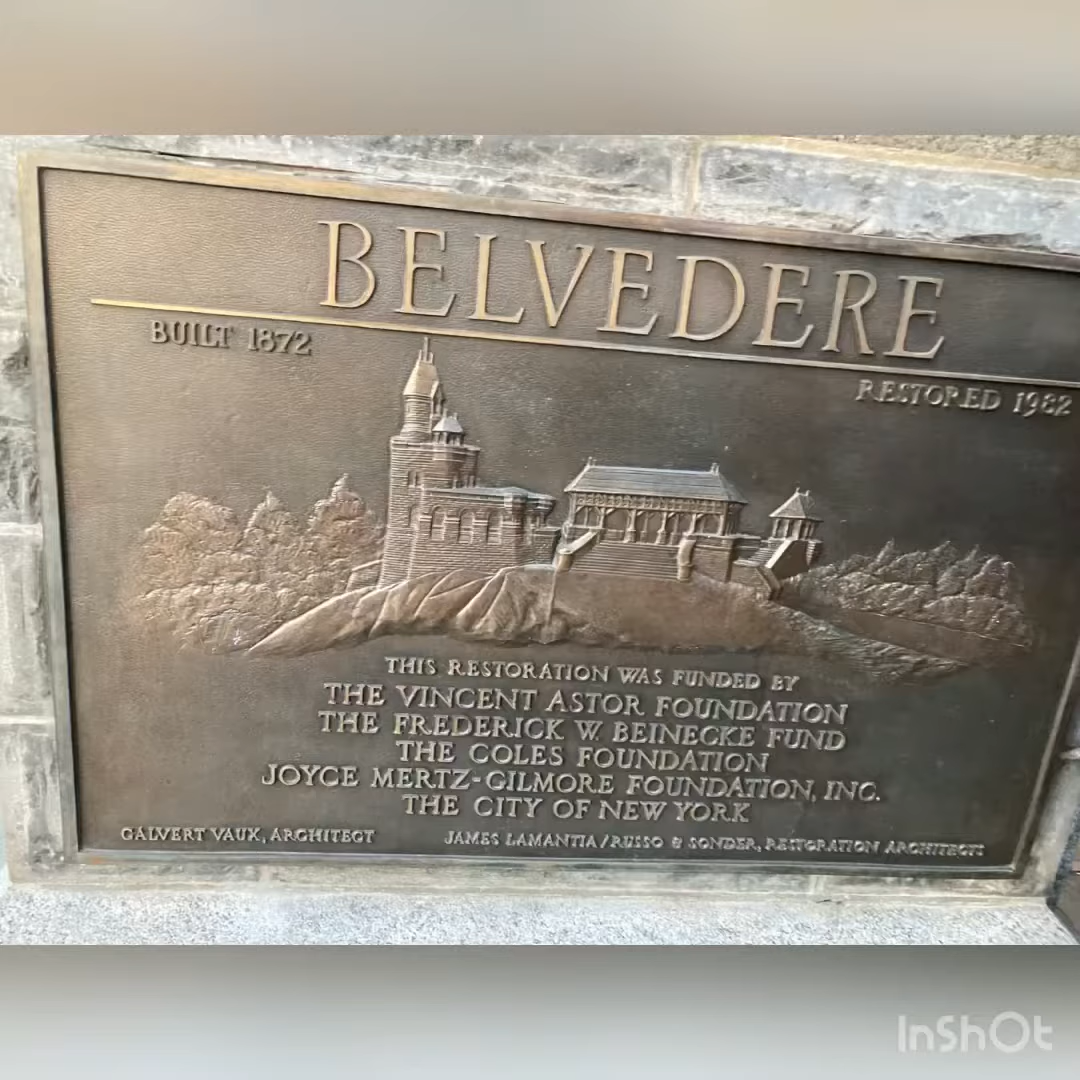 BELVEDERE
BUILT 1872
RESTORED 1982
THIS RESTORATION WAS FUNDED BY
THE VINCENT ASTOR FOUNDATION
THE FREDERICK W. BEINECKE FUND
THE COLES FOUNDATION
JOYCE MERTZ-GILMORE FOUNDATION, INC.
THE CITY OF NEW YORK
CALVERT VAUX, ARCHITECT
JAMES LAMANTIA/RUSSO & SONDER, RESTORATION ARCHITECTS
InShOt